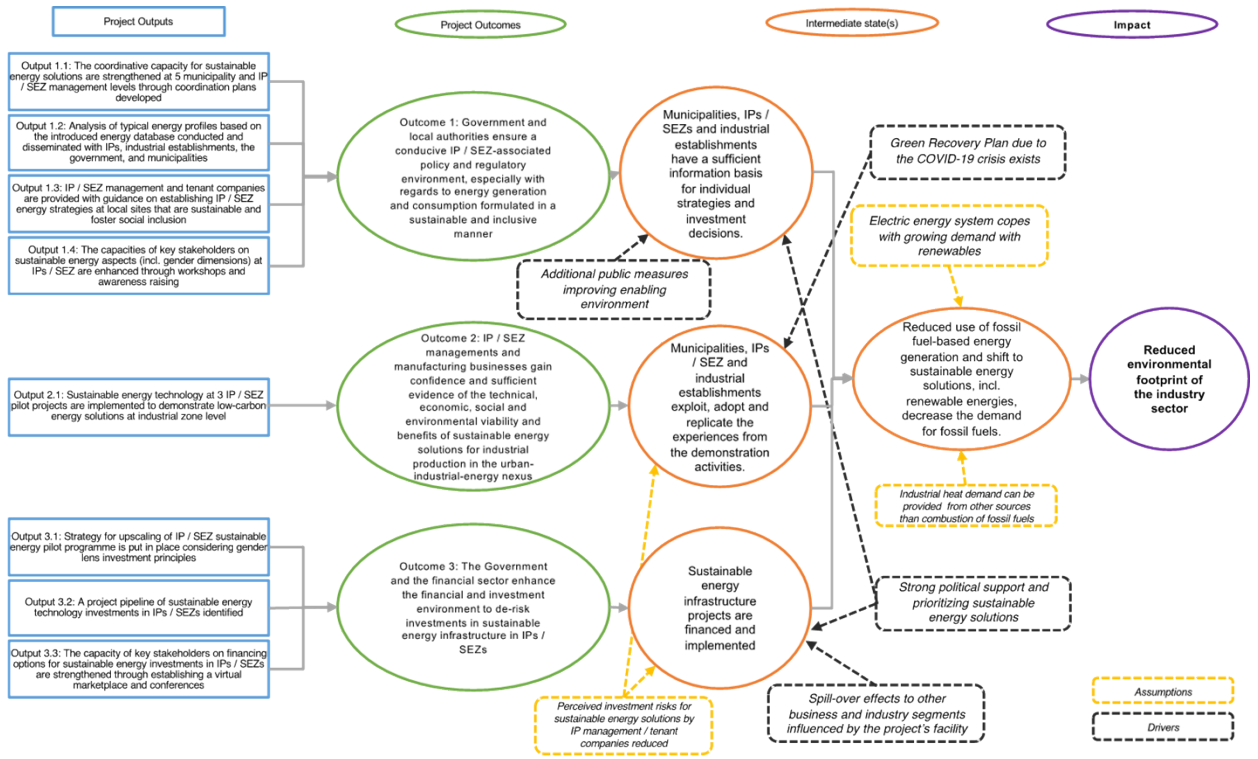 Project Outputs
Project Outcomes
Intermediate state(s)
Impact
Output 1.1: The coordinative capacity for sustainable
energy solutions are strengthened at 5 municipality and IP
/ SEZ management levels through coordination plans
developed
Output 1.2: Analysis of typical energy profiles based on
the introduced energy database conducted and
disseminated with IPs, industrial establishments, the
government, and municipalities
Output 1.3: IP / SEZ management and tenant companies
are provided with guidance on establishing IP / SEZ
energy strategies at local sites that are sustainable and
foster social inclusion
Output 1.4: The capacities of key stakeholders on
sustainable energy aspects (incl. gender dimensions) at
IPs / SEZ are enhanced through workshops and
awareness raising
Outcome 1: Government and
local authorities ensure a
conducive IP / SEZ-associated
policy and regulatory
environment, especially with
regards to energy generation
and consumption formulated in a
sustainable and inclusive
manner
Municipalities, IPs /
SEZs and industrial
establishments
have a sufficient
information basis
for individual
strategies and
investment
decisions.
Additional public measures
improving enabling
environment
Green Recovery Plan due to
the COVID-19 crisis exists
Electric energy system copes
with growing demand with
renewables
Output 2.1: Sustainable energy technology at 3 IP / SEZ
pilot projects are implemented to demonstrate low-carbon
energy solutions at industrial zone level
Outcome 2: IP / SEZ
managements and
manufacturing businesses gain
confidence and sufficient
evidence of the technical,
economic, social and
environmental viability and
benefits of sustainable energy
solutions for industrial
production in the urban-
industrial-energy nexus
Municipalities, IPs
/ SEZ and
industrial
establishments
exploit, adopt and
replicate the
experiences from
the demonstration
activities.
Reduced use of fossil
fuel-based energy
generation and shift to
sustainable energy
solutions, incl.
renewable energies,
decrease the demand
for fossil fuels.
Reduced
environmental
footprint of
the industry
sector
Industrial heat demand can be
provided from other sources
than combustion of fossil fuels
Output 3.1: Strategy for upscaling of IP / SEZ sustainable
energy pilot programme is put in place considering gender
lens investment principles
Output 3.2: A project pipeline of sustainable energy
technology investments in IPs / SEZs identified
Output 3.3: The capacity of key stakeholders on financing
options for sustainable energy investments in IPs / SEZs
are strengthened through establishing a virtual
marketplace and conferences
Outcome 3: The Government
and the financial sector enhance
the financial and investment
environment to de-risk
investments in sustainable
energy infrastructure in IPs /
SEZs
Sustainable
energy
infrastructure
projects are
financed and
implemented
Strong political support and
prioritizing sustainable
energy solutions
Perceived investment risks for
sustainable energy solutions by
IP management / tenant
companies reduced
Spill-over effects to other
business and industry segments
influenced by the project's facility
Assumptions
Drivers